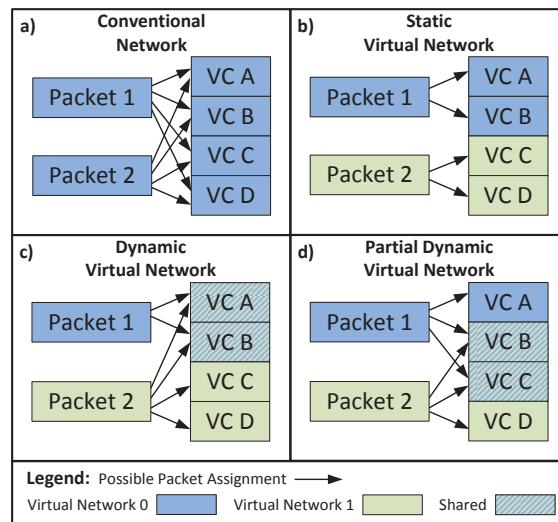 a) Conventional
Network
Packet 1
Packet 2
VC A
VC B
VC C
VC D
b) Static
Virtual Network
Packet 1
Packet 2
VC A
VC B
VC C
VC D
c) Dynamic
Virtual Network
Packet 1
Packet 2
VC A
VC B
VC C
VC D
d) Partial Dynamic
Virtual Network
Packet 1
Packet 2
VC A
VC B
VC C
VC D
Legend: Possible Packet Assignment
Virtual Network 0 Virtual Network 1 Shared